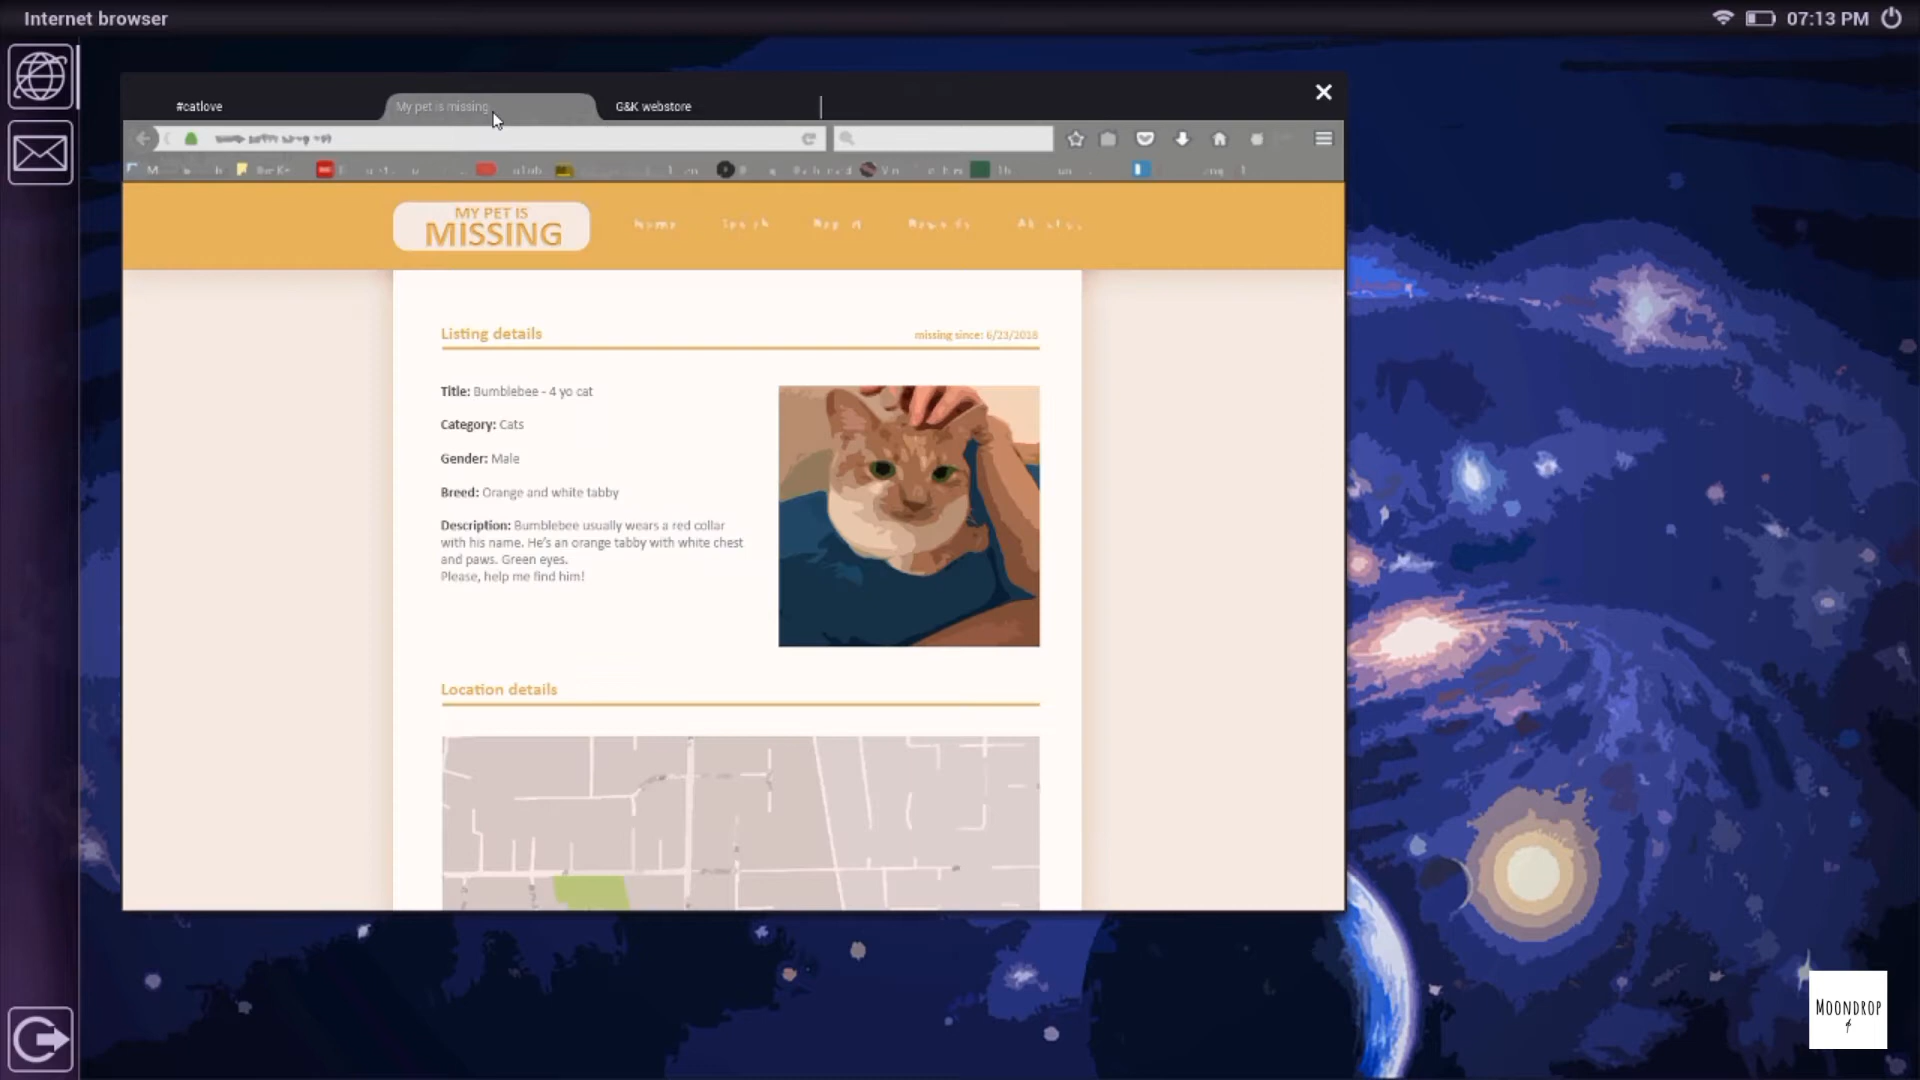 Internet browser
07:13 PM
#catlove
My pet is missing
G&K webstore
MY PET IS
MISSING
Listing details
missing since: 6/23/2018
Title: Bumblebee - 4 yo cat
Category: Cats
Gender: Male
Breed: Orange and white tabby
Description: Bumblebee usually wears a red collar
with his name. He's an orange tabby with white chest
and paws. Green eyes.
Please, help me find him!
Location details
MOONDROP